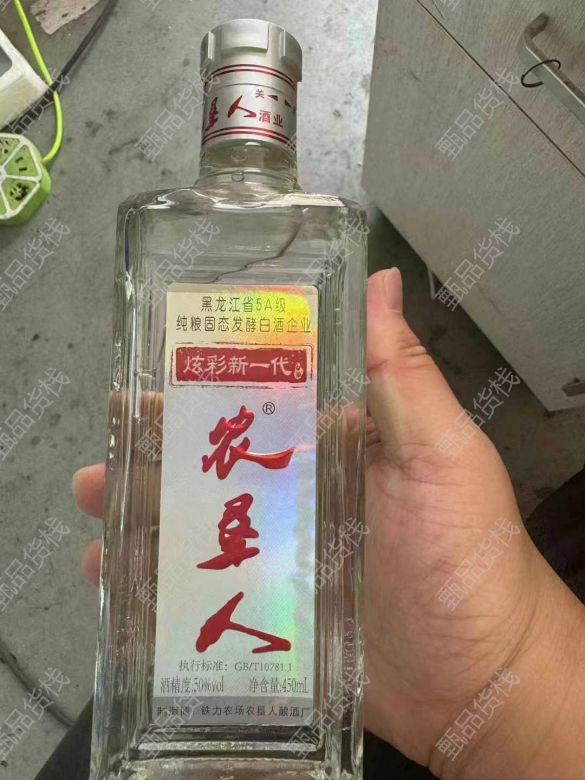 关
垦人
酒业
黑龙江省5A级
纯粮固态发酵白酒企业
炫彩新一代
农垦人®
执行标准：GB/T10781.1
酒精度:50%vol 净含量:450mL
铁力农场农垦人酿酒厂
甄品货栈